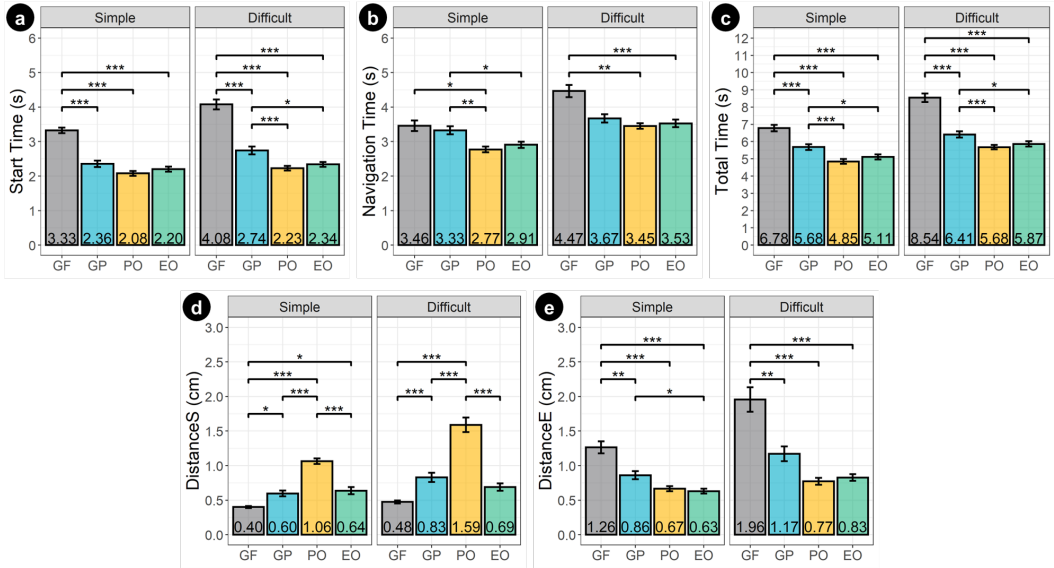 a
Simple
Difficult
Start Time (s)
6
5
4
3
2
1
0
***
***
***
***
***
***
*
***
3.33
2.36
2.08
2.20
4.08
2.74
2.23
2.34
GF
GP
PO
EO
GF
GP
PO
EO
b
Simple
Difficult
Navigation Time (s)
6
5
4
3
2
1
0
*
*
**
***
**
3.46
3.33
2.77
2.91
4.47
3.67
3.45
3.53
GF
GP
PO
EO
GF
GP
PO
EO
c
Simple
Difficult
Total Time (s)
12
11
10
9
8
7
6
5
4
3
2
1
0
***
***
***
*
***
***
***
***
*
***
6.78
5.68
4.85
5.11
8.54
6.41
5.68
5.87
GF
GP
PO
EO
GF
GP
PO
EO
d
Simple
Difficult
DistanceS (cm)
3.0
2.5
2.0
1.5
1.0
0.5
0.0
*
***
***
*
***
***
***
***
***
0.40
0.60
1.06
0.64
0.48
0.83
1.59
0.69
GF
GP
PO
EO
GF
GP
PO
EO
e
Simple
Difficult
DistanceE (cm)
3.0
2.5
2.0
1.5
1.0
0.5
0.0
***
***
**
*
***
***
**
1.26
0.86
0.67
0.63
1.96
1.17
0.77
0.83
GF
GP
PO
EO
GF
GP
PO
EO